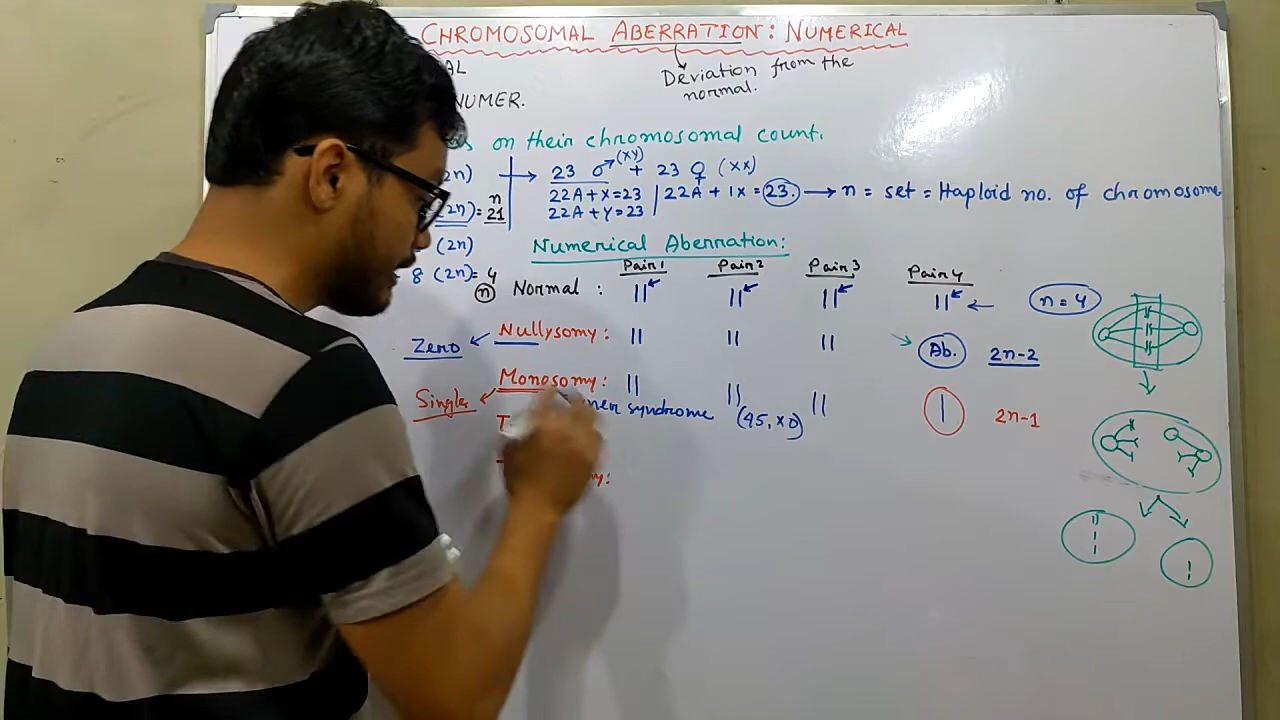 CHROMOSOMAL ABERRATION: NUMERICAL
AL
Deviation from the
normal.
NUMER.
on their chromosomal count.
2n)
23 ♂ (XY) + 23 ♀ (XX)
22A+X=23 | 22A + 1X = 23. → n = set = Haploid no. of chromosome
22A+Y=23
(2n) = n 21
(2n)
8 (2n) = 4 n
Numerical Aberration:
Pair 1 Pair 2 Pair 3 Pair 4
Normal : || || || || ← n = 4
Zero ← Nullysomy: || || || → Ab. 2n-2
Single ← Monosomy: || || || | 2n-1
ner syndrome (45, XO)
T
T my: